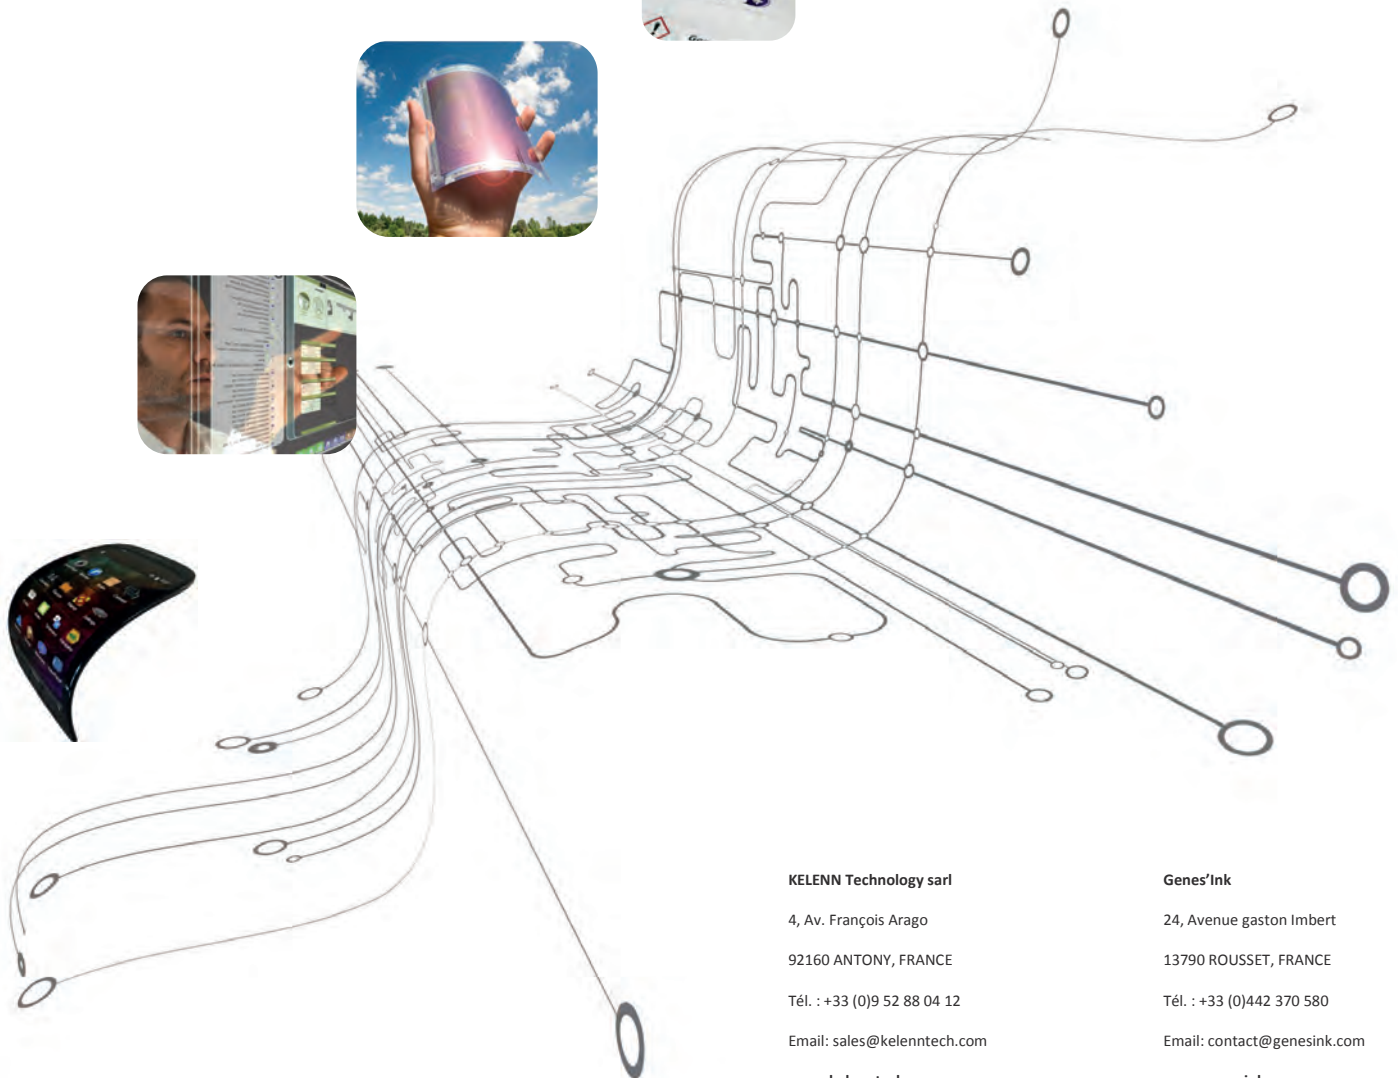 KELENN Technology sarl
4, Av. François Arago
92160 ANTONY, FRANCE
Tél. : +33 (0)9 52 88 04 12
Email: sales@kelenntech.com
Genes’Ink
24, Avenue gaston Imbert
13790 ROUSSET, FRANCE
Tél. : +33 (0)442 370 580
Email: contact@genesink.com